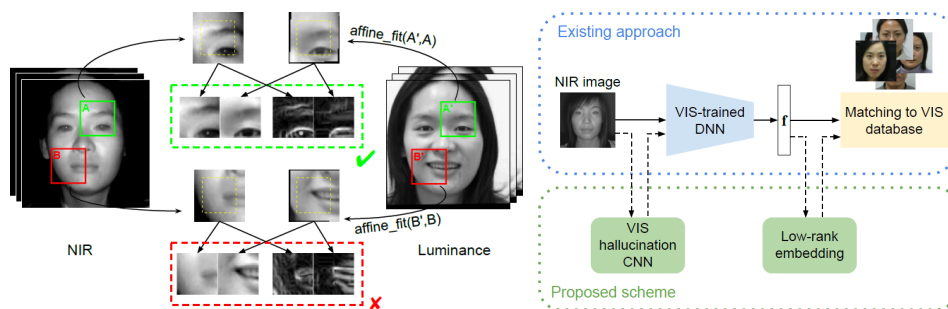 affine_fit(A',A)
A
A'
B
B'
affine_fit(B',B)
NIR
Luminance
Existing approach
NIR image
VIS-trained
DNN
f
Matching to VIS
database
VIS
hallucination
CNN
Low-rank
embedding
Proposed scheme